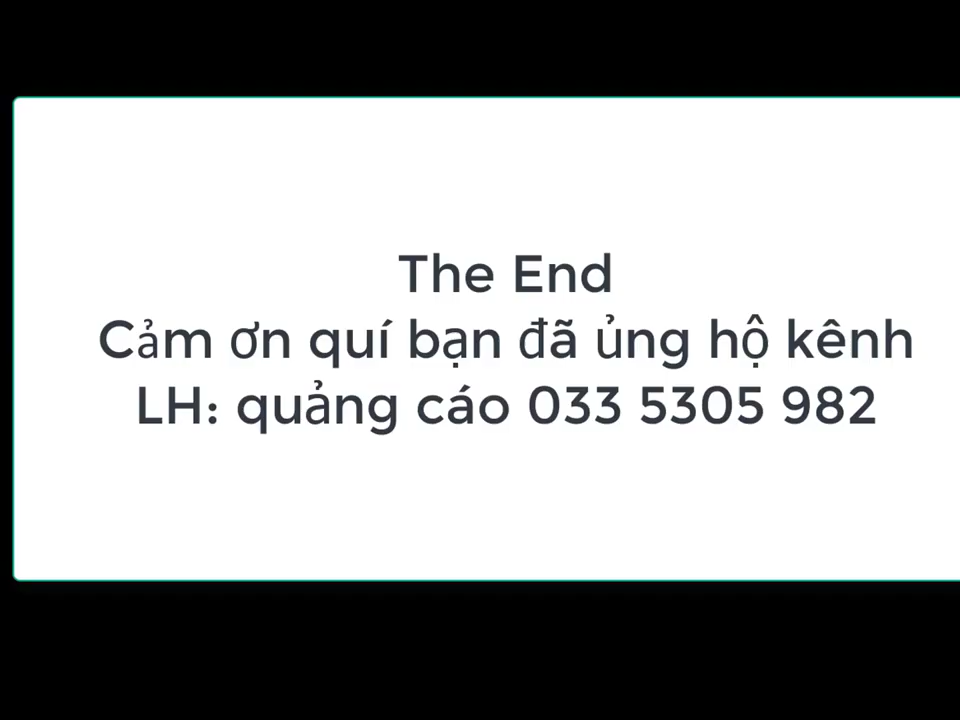 The End
Cảm ơn quí bạn đã ủng hộ kênh
LH: quảng cáo 033 5305 982